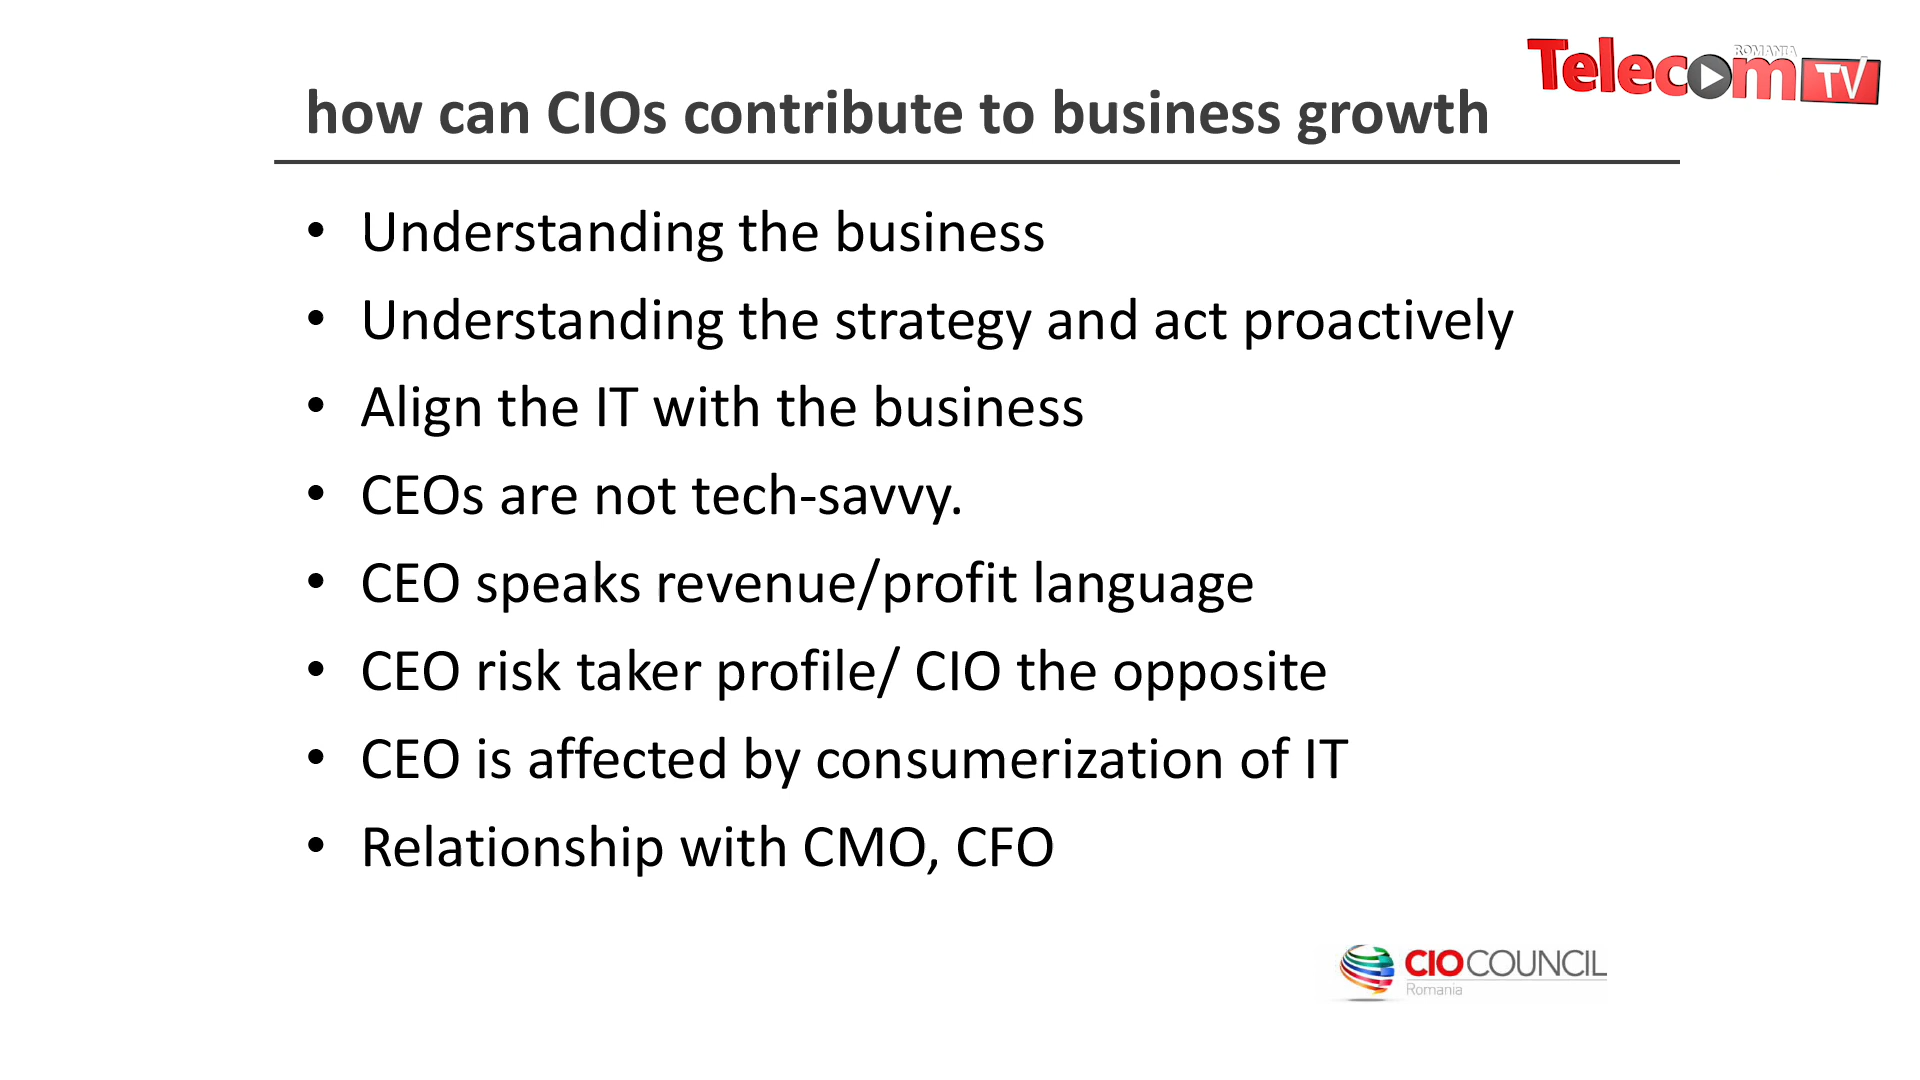 ROMANIA
Telecom TV
how can CIOs contribute to business growth
• Understanding the business
• Understanding the strategy and act proactively
• Align the IT with the business
• CEOs are not tech-savvy.
• CEO speaks revenue/profit language
• CEO risk taker profile/ CIO the opposite
• CEO is affected by consumerization of IT
• Relationship with CMO, CFO
CIO COUNCIL
Romania